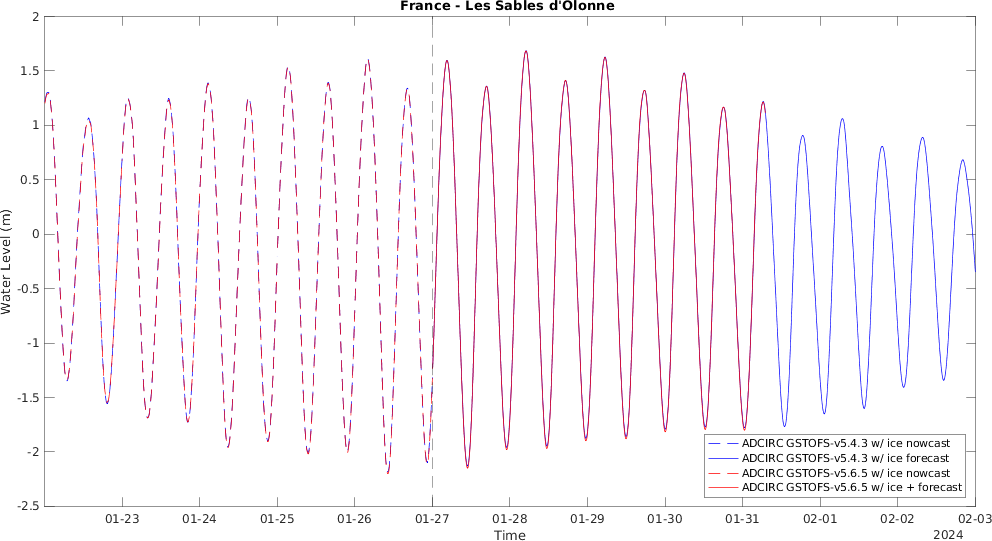 France - Les Sables d'Olonne
2
1.5
1
0.5
0
-0.5
-1
-1.5
-2
-2.5
Water Level (m)
01-23 01-24 01-25 01-26 01-27 01-28 01-29 01-30 01-31 02-01 02-02 02-03
Time
2024
ADCIRC GSTOFS-v5.4.3 w/ ice nowcast
ADCIRC GSTOFS-v5.4.3 w/ ice forecast
ADCIRC GSTOFS-v5.6.5 w/ ice nowcast
ADCIRC GSTOFS-v5.6.5 w/ ice + forecast